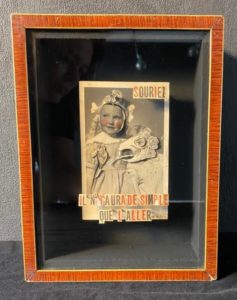 SOURIEZ
IL N'Y AURA DE SIMPLE
QUE L'ALLER